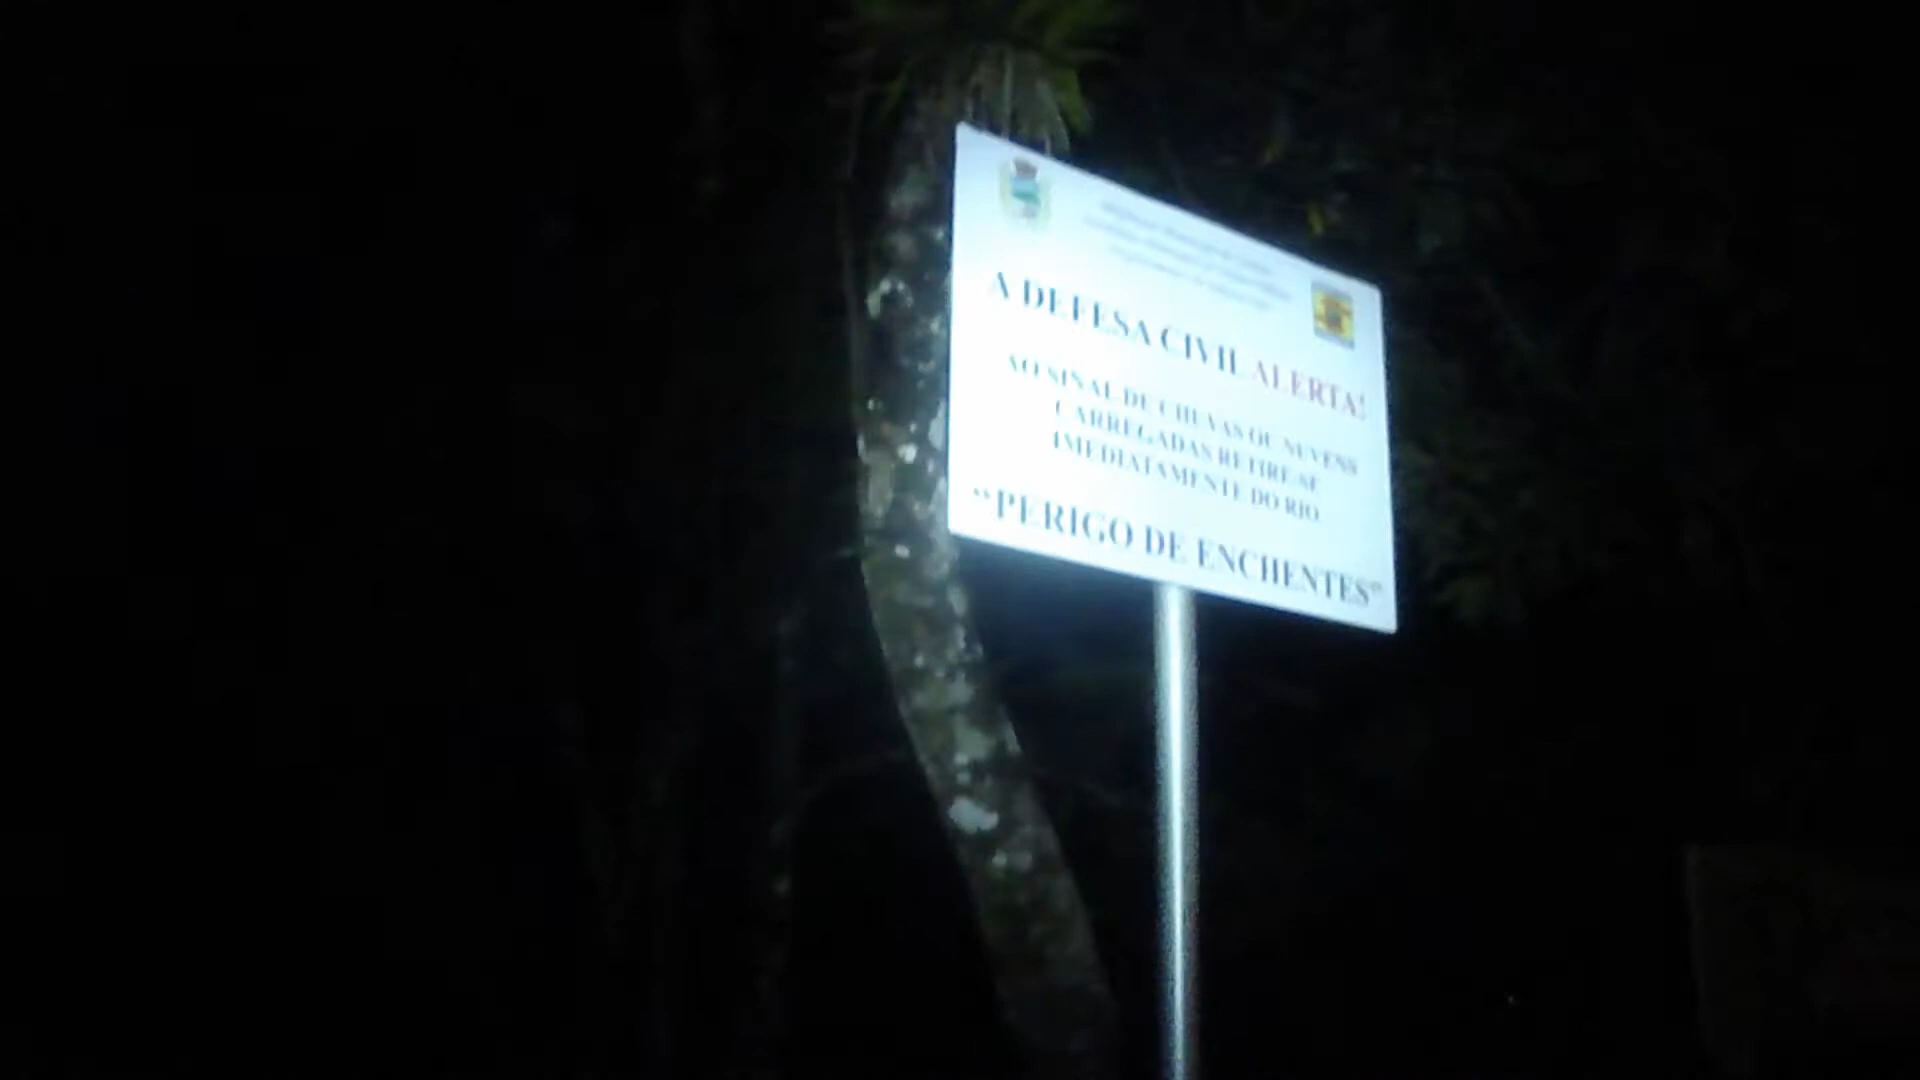 A DEFESA CIVIL ALERTA!
AO SINAL DE CHUVAS OU NUVENS
CARREGADAS RETIRE-SE
IMEDIATAMENTE DO RIO.
“PERIGO DE ENCHENTES”